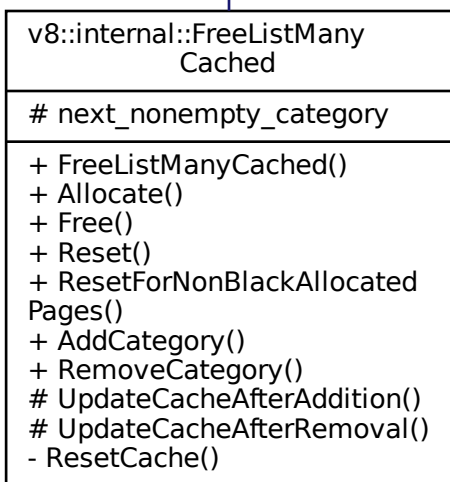 v8::internal::FreeListMany
Cached
# next_nonempty_category
+ FreeListManyCached()
+ Allocate()
+ Free()
+ Reset()
+ ResetForNonBlackAllocated
Pages()
+ AddCategory()
+ RemoveCategory()
# UpdateCacheAfterAddition()
# UpdateCacheAfterRemoval()
- ResetCache()